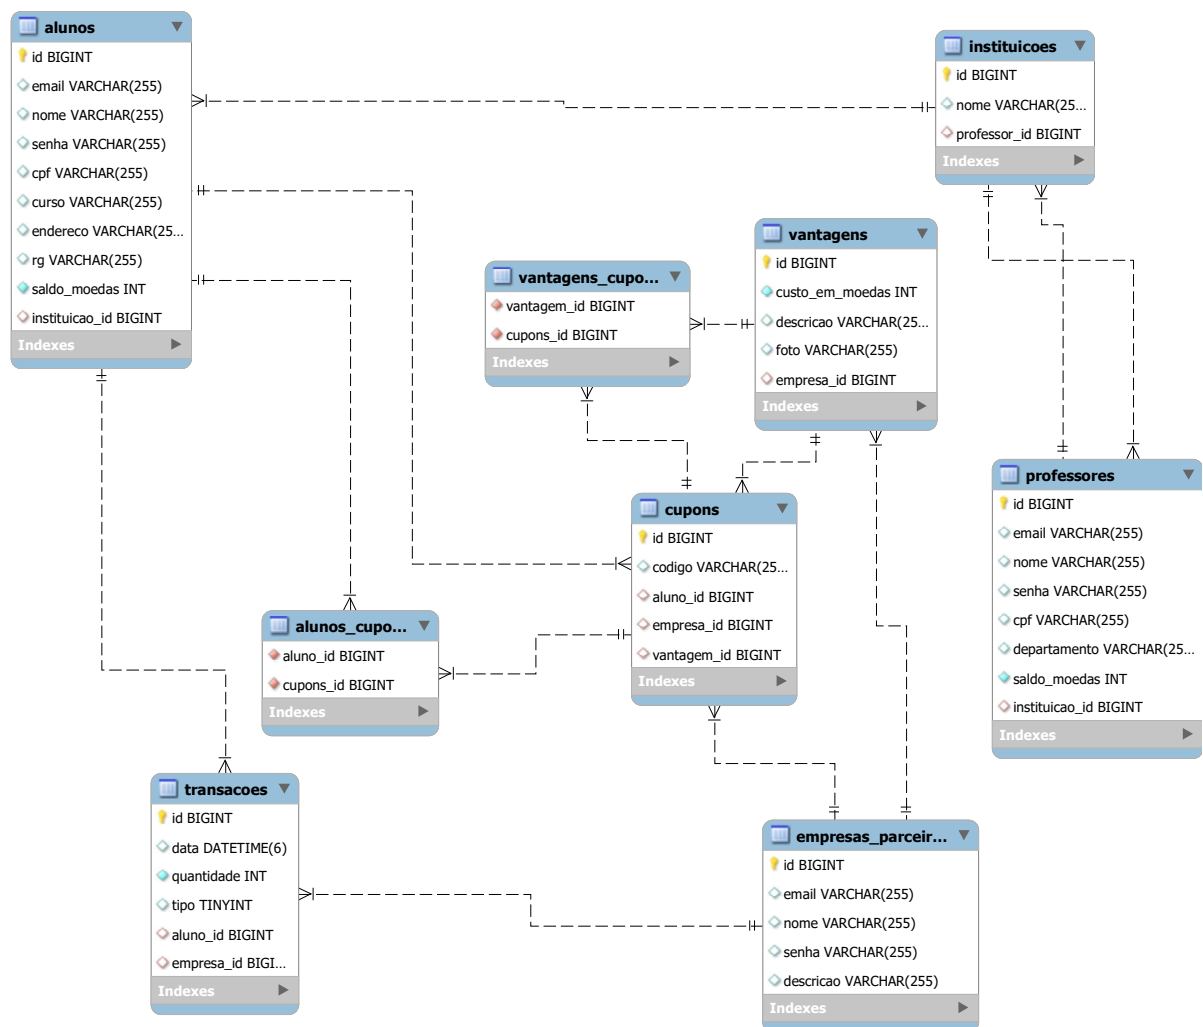 alunos
id BIGINT
email VARCHAR(255)
nome VARCHAR(255)
senha VARCHAR(255)
cpf VARCHAR(255)
curso VARCHAR(255)
endereco VARCHAR(25...
rg VARCHAR(255)
saldo_moedas INT
instituicao_id BIGINT
Indexes
instituicoes
id BIGINT
nome VARCHAR(25...
professor_id BIGINT
Indexes
vantagens_cupo...
vantagem_id BIGINT
cupons_id BIGINT
Indexes
vantagens
id BIGINT
custo_em_moedas INT
descricao VARCHAR(25...
foto VARCHAR(255)
empresa_id BIGINT
Indexes
professores
id BIGINT
email VARCHAR(255)
nome VARCHAR(255)
senha VARCHAR(255)
cpf VARCHAR(255)
departamento VARCHAR(25...
saldo_moedas INT
instituicao_id BIGINT
Indexes
cupons
id BIGINT
codigo VARCHAR(25...
aluno_id BIGINT
empresa_id BIGINT
vantagem_id BIGINT
Indexes
alunos_cupo...
aluno_id BIGINT
cupons_id BIGINT
Indexes
transacoes
id BIGINT
data DATETIME(6)
quantidade INT
tipo TINYINT
aluno_id BIGINT
empresa_id BIGI...
Indexes
empresas_parceir...
id BIGINT
email VARCHAR(255)
nome VARCHAR(255)
senha VARCHAR(255)
descricao VARCHAR(255)
Indexes